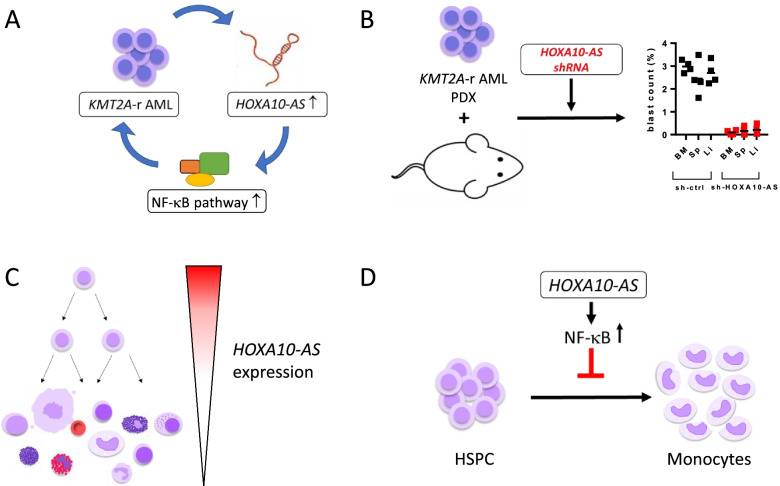 A
KMT2A-r AML
HOXA10-AS ↑
NF-κB pathway ↑
B
KMT2A-r AML
PDX
+
HOXA10-AS
shRNA
blast count (%)
4
3
2
1
0
BM
Sp
LI
BM
Sp
LI
sh-ctrl
sh-HOXA10-AS
C
HOXA10-AS
expression
D
HOXA10-AS
NF-κB ↑
HSPC
Monocytes